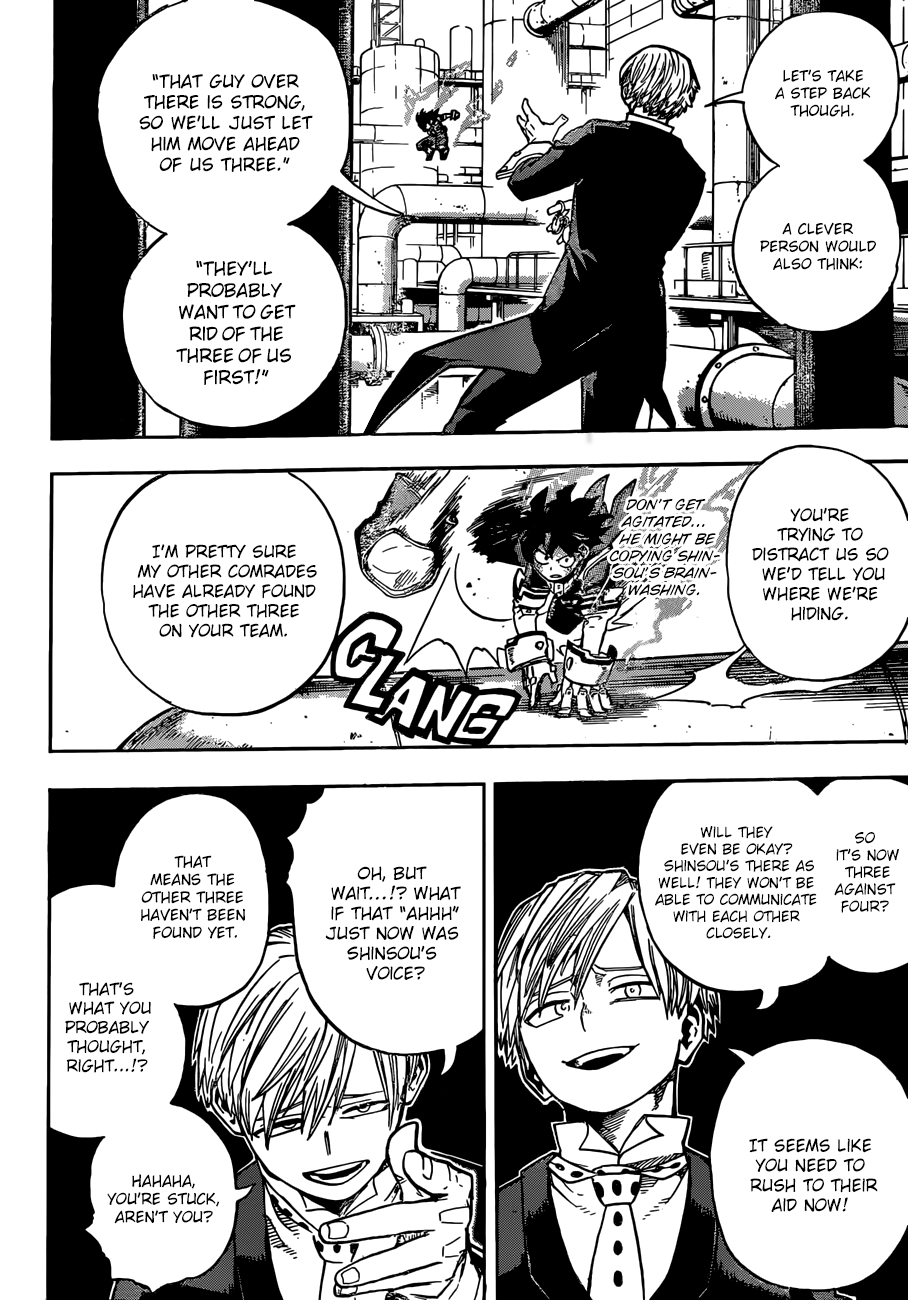 LET'S TAKE
A STEP BACK
THOUGH.
A CLEVER
PERSON WOULD
ALSO THINK:
"THAT GUY OVER
THERE IS STRONG,
SO WE'LL JUST LET
HIM MOVE AHEAD
OF US THREE."
"THEY'LL
PROBABLY
WANT TO GET
RID OF THE
THREE OF US
FIRST!"
YOU'RE
TRYING TO
DISTRACT US SO
WE'D TELL YOU
WHERE WE'RE
HIDING.
DON'T GET
AGITATED...
HE MIGHT BE
COPYING SHIN-
SOU'S BRAIN-
WASHING.
CLANG
I'M PRETTY SURE
MY OTHER COMRADES
HAVE ALREADY FOUND
THE OTHER THREE
ON YOUR TEAM.
SO
IT'S NOW
THREE
AGAINST
FOUR?
WILL THEY
EVEN BE OKAY?
SHINSOU'S THERE AS
WELL! THEY WON'T BE
ABLE TO COMMUNICATE
WITH EACH OTHER
CLOSELY.
IT SEEMS LIKE
YOU NEED TO
RUSH TO THEIR
AID NOW!
OH, BUT
WAIT...!? WHAT
IF THAT "AHHH"
JUST NOW WAS
SHINSOU'S
VOICE?
THAT
MEANS THE
OTHER THREE
HAVEN'T BEEN
FOUND YET.
THAT'S
WHAT YOU
PROBABLY
THOUGHT,
RIGHT...!?
HAHAHA,
YOU'RE STUCK,
AREN'T YOU?